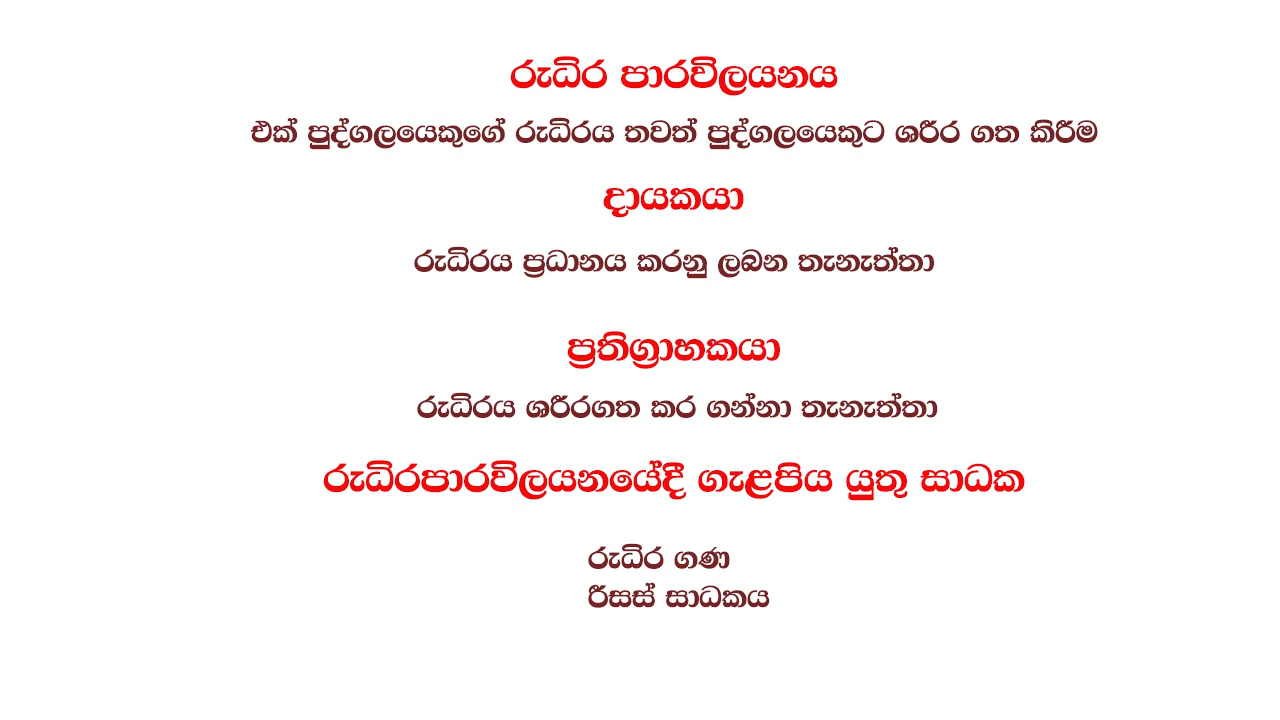 රුධිර පාරවිලයනය
එක් පුද්ගලයෙකුගේ රුධිරය තවත් පුද්ගලයෙකුට ශරීර ගත කිරීම
දායකයා
රුධිරය ප්‍රධානය කරනු ලබන තැනැත්තා
ප්‍රතිග්‍රාහකයා
රුධිරය ශරීරගත කර ගන්නා තැනැත්තා
රුධිරපාරවිලයනයේදී ගැළපිය යුතු සාධක
රුධිර ගණ
රීසස් සාධකය